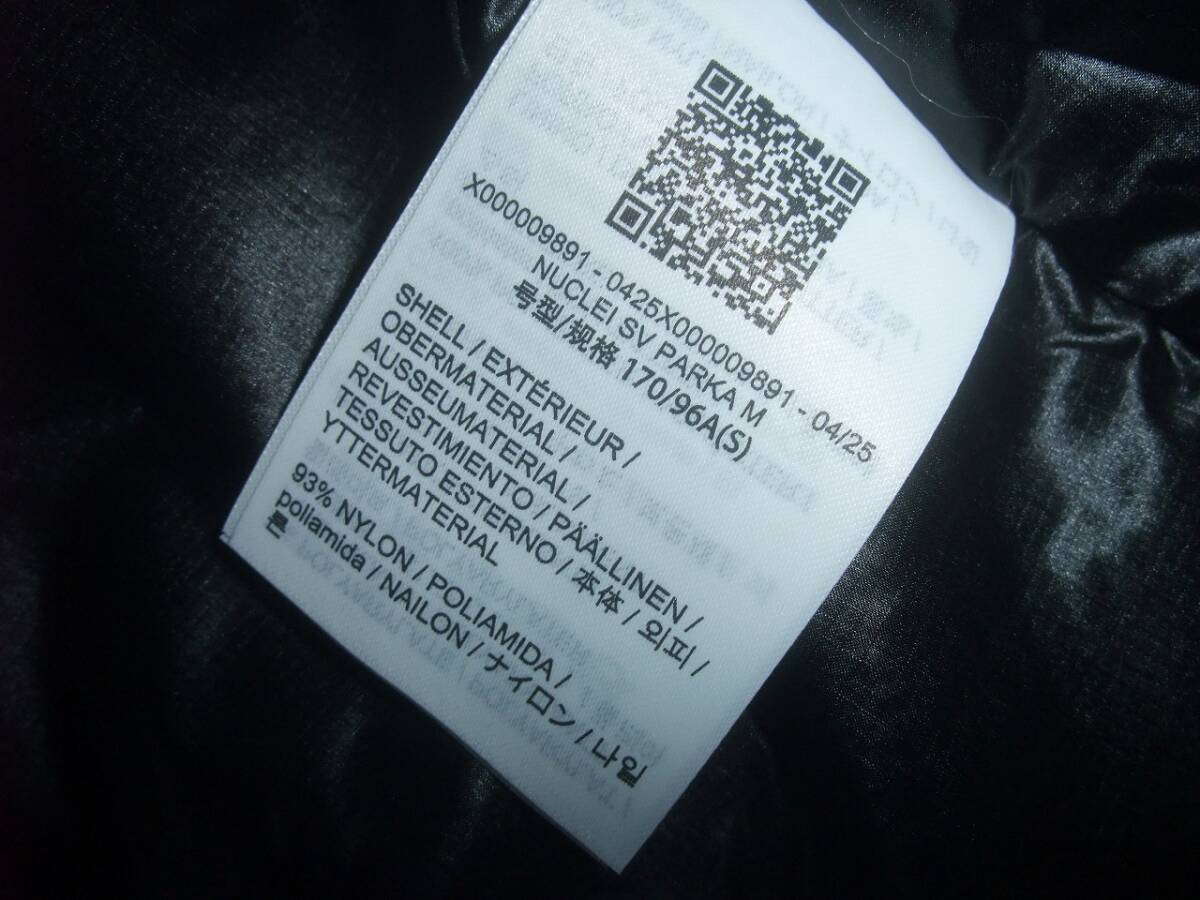 X000009891 - 0425X000009891 - 04/25
NUCLEI SV PARKA M
号型/规格 170/96A(S)
SHELL / EXTÉRIEUR /
OBERMATERIAL /
AUSSEUMATERIAL /
REVESTIMIENTO / PÄÄLLINEN /
TESSUTO ESTERNO / 本体 / 외피 /
YTTERMATERIAL
93% NYLON / POLIAMIDA /
poliamida / NAILON / ナイロン / 나일
론